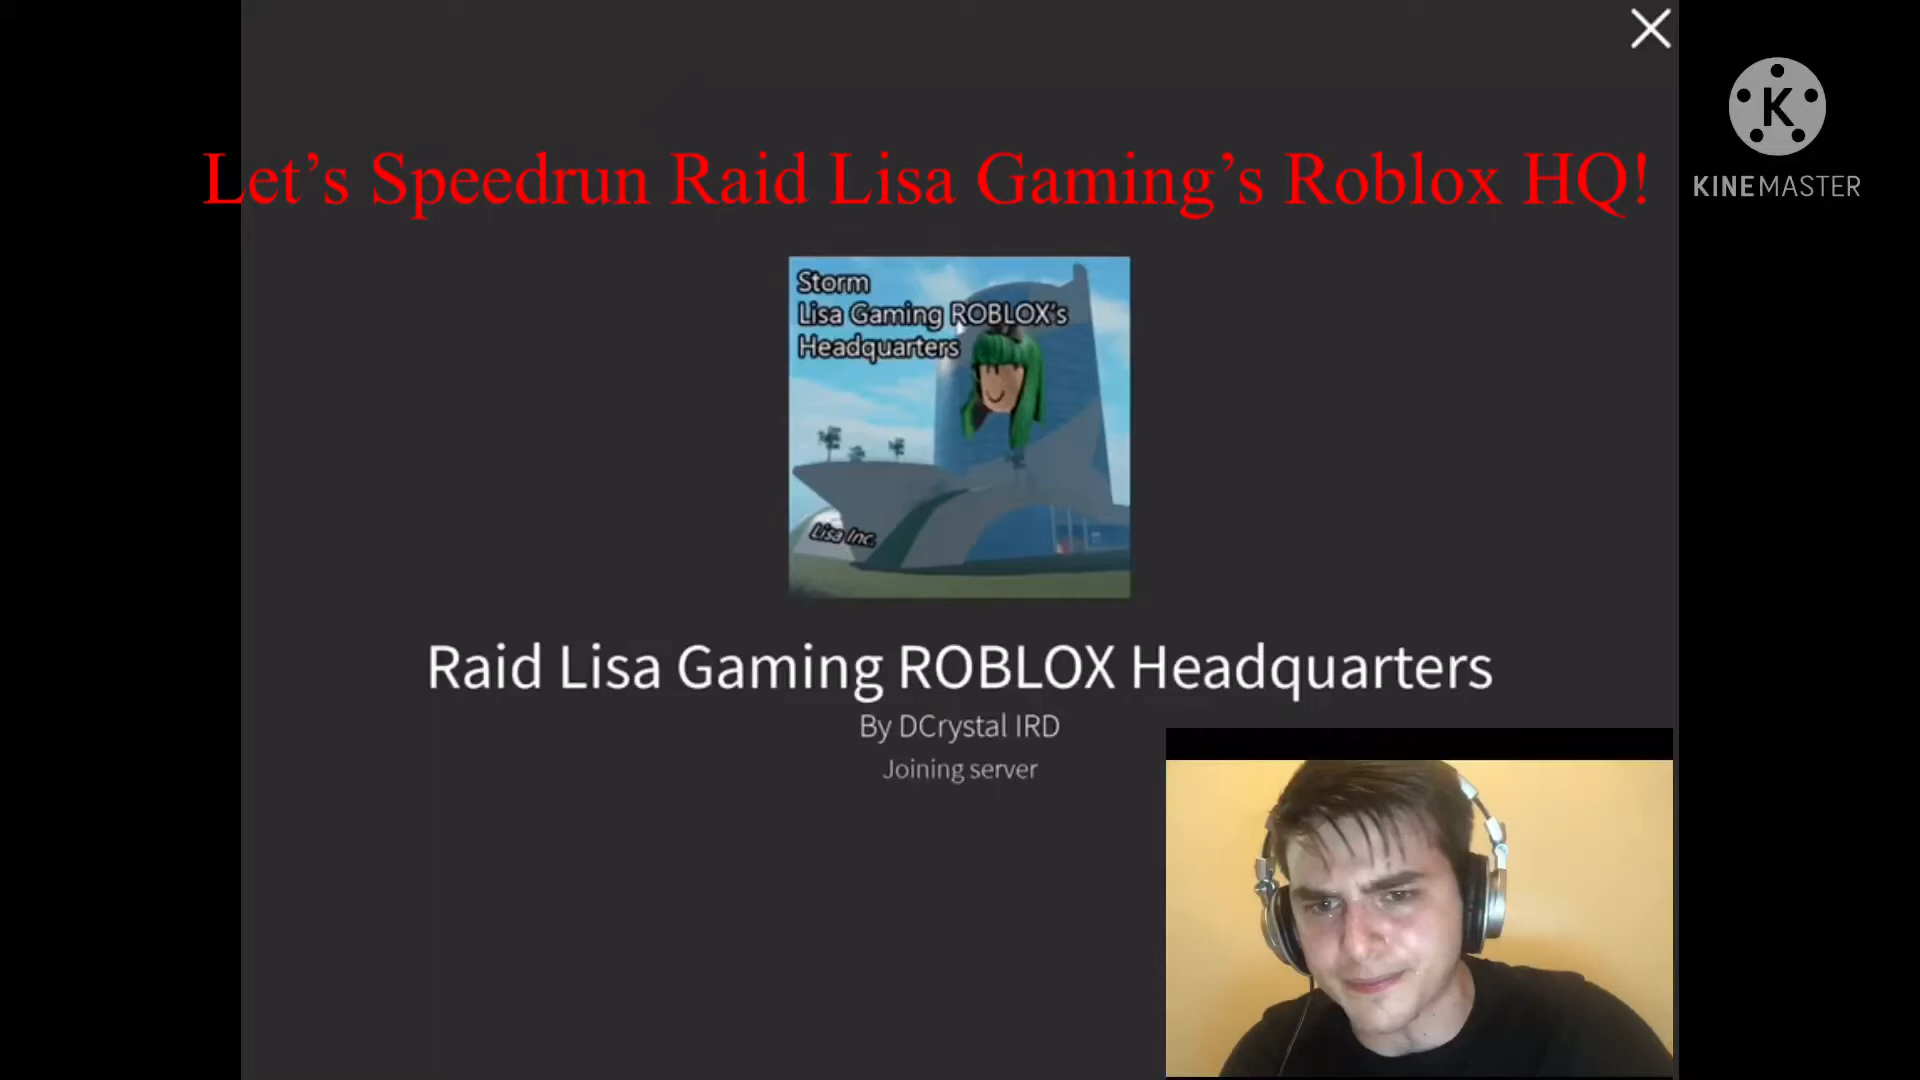 Let’s Speedrun Raid Lisa Gaming’s Roblox HQ!
K
KINEMASTER
Storm
Lisa Gaming ROBLOX's
Headquarters
Lisa Inc.
Raid Lisa Gaming ROBLOX Headquarters
By DCrystal IRD
Joining server